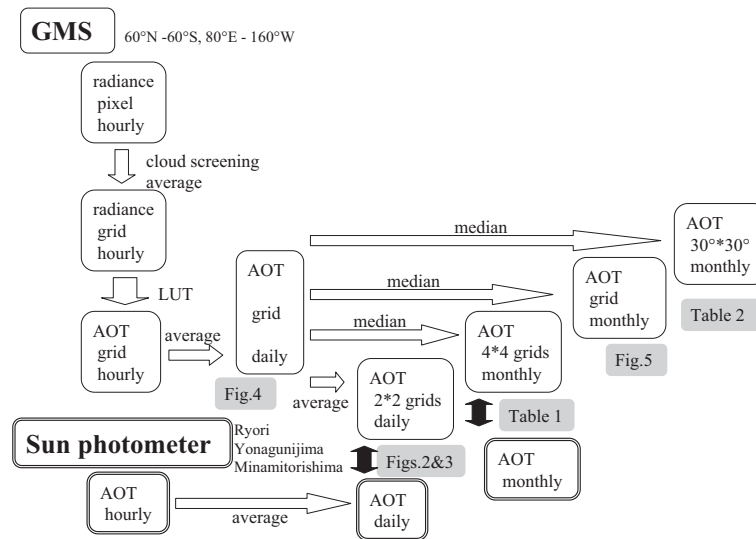 GMS
60°N -60°S, 80°E - 160°W
radiance
pixel
hourly
cloud screening
average
radiance
grid
hourly
LUT
AOT
grid
hourly
average
AOT
grid
daily
Fig.4
median
AOT
30°*30°
monthly
Table 2
median
AOT
grid
monthly
Fig.5
median
AOT
4*4 grids
monthly
Table 1
average
AOT
2*2 grids
daily
Figs.2&3
Sun photometer
Ryori
Yonagunijima
Minamitorishima
AOT
hourly
average
AOT
daily
AOT
monthly